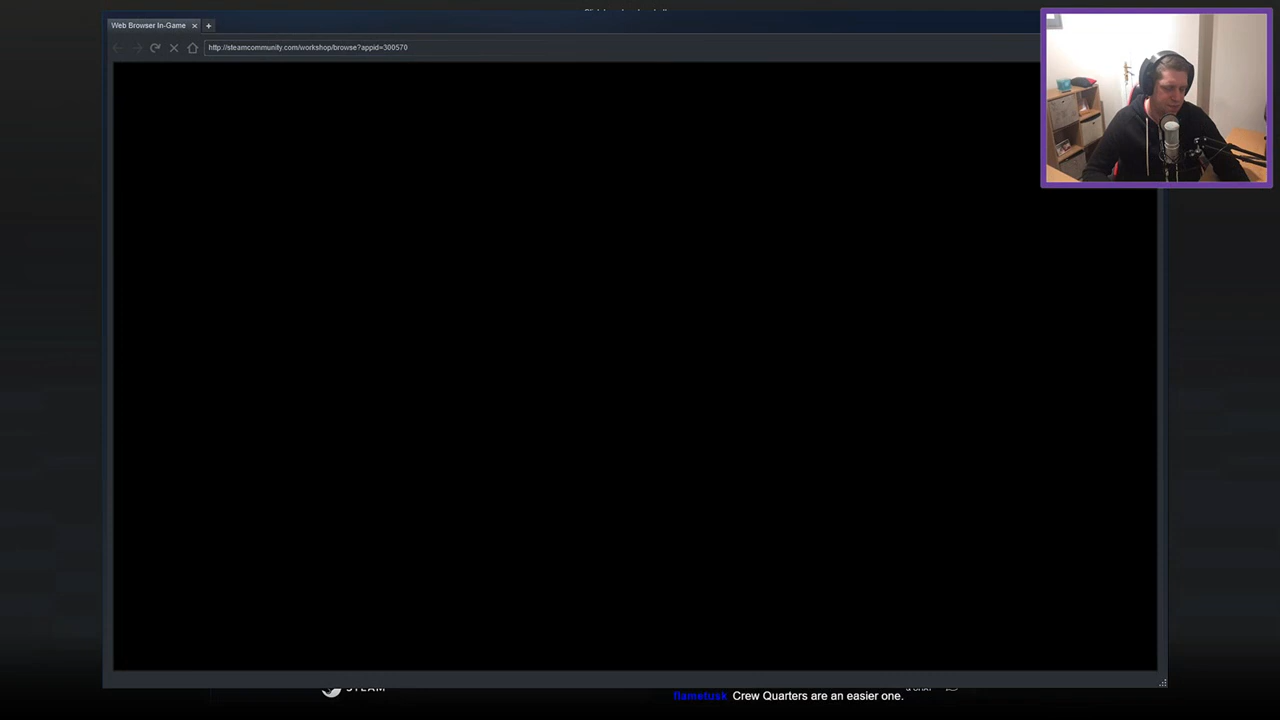 Web Browser In-Game
http://steamcommunity.com/workshop/browse?appid=300570
STEAM
& CHAT
flametusk Crew Quarters are an easier one.